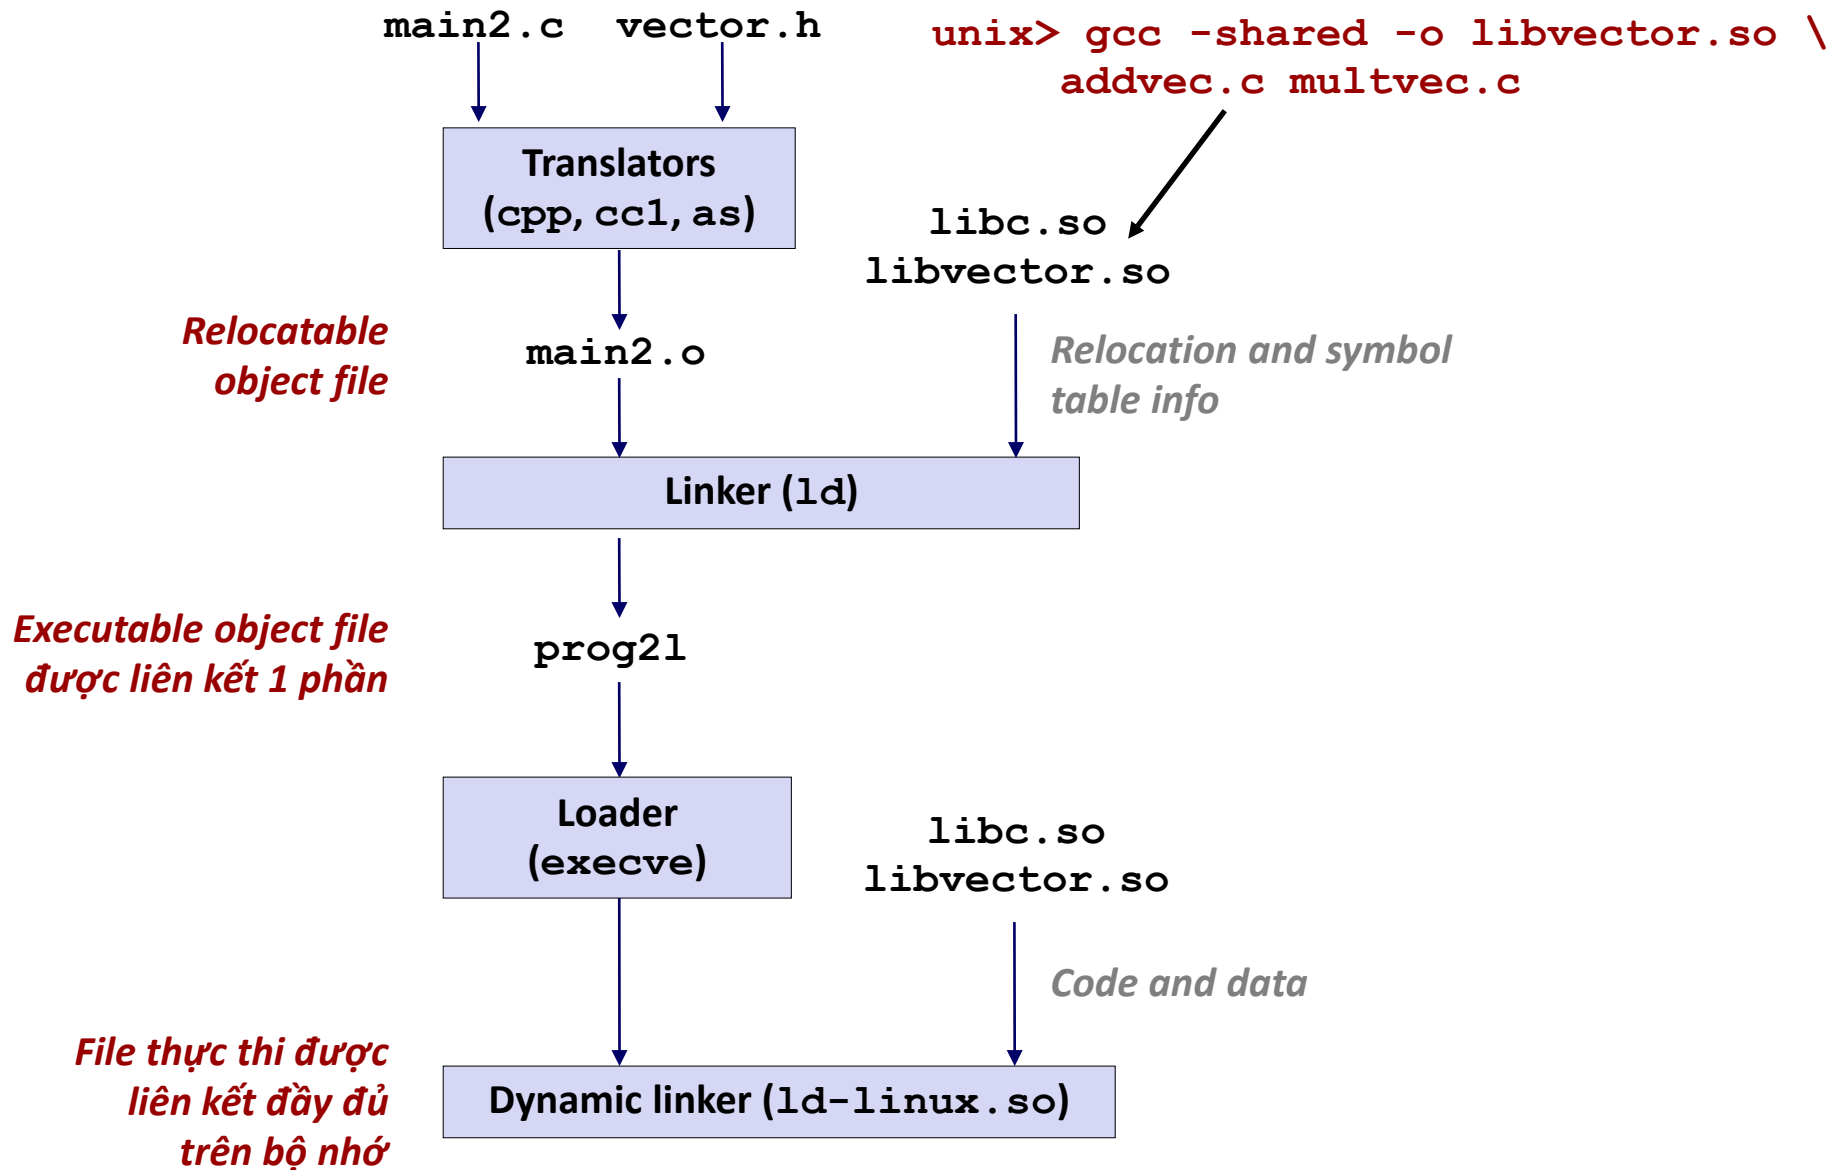 main2.c vector.h
unix> gcc -shared -o libvector.so \
addvec.c multvec.c
Translators
(cpp, cc1, as)
libc.so
libvector.so
Relocatable
object file
main2.o
Relocation and symbol
table info
Linker (ld)
Executable object file
được liên kết 1 phần
prog2l
Loader
(execve)
libc.so
libvector.so
Code and data
File thực thi được
liên kết đầy đủ
trên bộ nhớ
Dynamic linker (ld-linux.so)